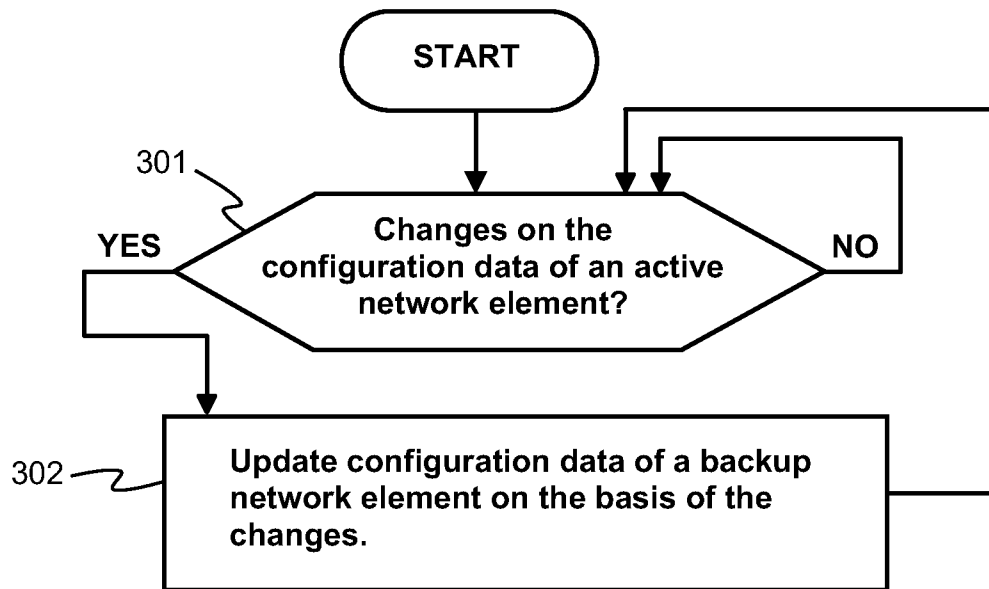 START
301
YES
Changes on the
configuration data of an active
network element?
NO
302
Update configuration data of a backup
network element on the basis of the
changes.